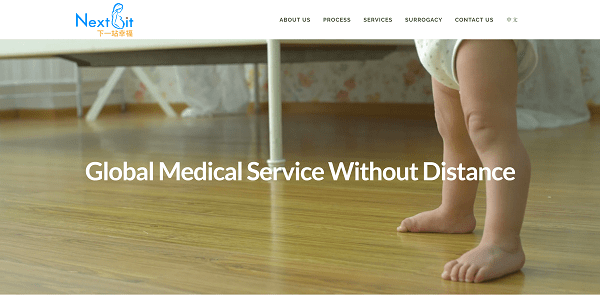 NextBit
下一站幸福
ABOUT US PROCESS SERVICES SURROGACY CONTACT US 中文
Global Medical Service Without Distance